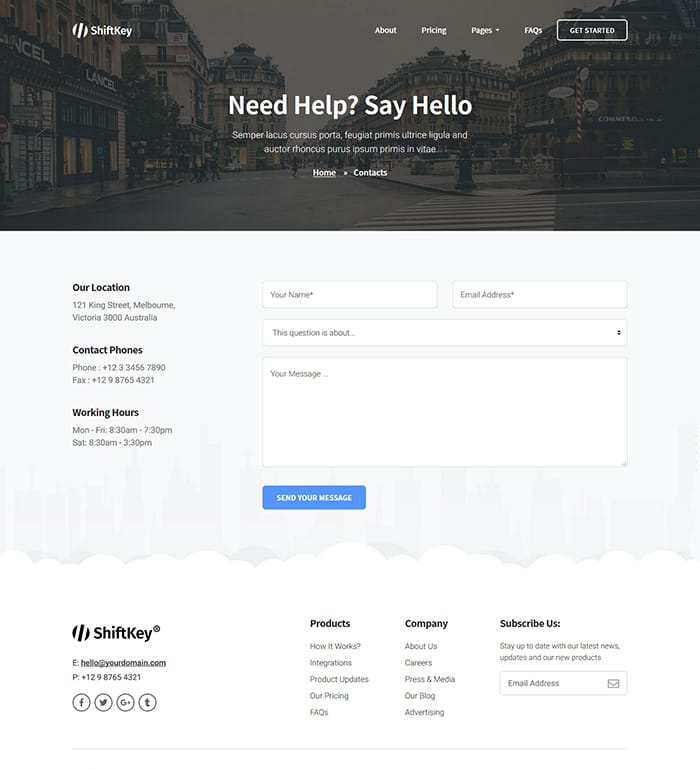 ShiftKey
About
Pricing
Pages
FAQs
GET STARTED
LANCEL
COMMERC
Need Help? Say Hello
Semper lacus cursus porta, feugiat primis ultrice ligula and
auctor rhoncus purus ipsum primis in vitae
Home » Contacts
Our Location
121 King Street, Melbourne,
Victoria 3000 Australia
Contact Phones
Phone : +12 3 3456 7890
Fax : +12 9 8765 4321
Working Hours
Mon - Fri: 8:30am - 7:30pm
Sat: 8:30am - 3:30pm
Your Name*
Email Address*
This question is about...
Your Message ...
SEND YOUR MESSAGE
ShiftKey®
E: hello@yourdomain.com
P: +12 9 8765 4321
Products
How It Works?
Integrations
Product Updates
Our Pricing
FAQs
Company
About Us
Careers
Press & Media
Our Blog
Advertising
Subscribe Us:
Stay up to date with our latest news,
updates and our new products
Email Address